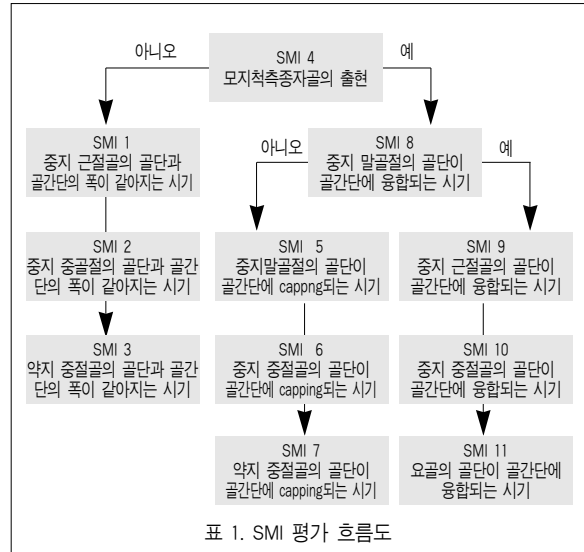 아니오
SMI 4
모지척측종자골의 출현
예
SMI 1
중지 근절골의 골단과
골간단의 폭이 같아지는 시기
아니오
SMI 8
중지 말골절의 골단이
골간단에 융합되는 시기
예
SMI 2
중지 중골절의 골단과 골간
단의 폭이 같아지는 시기
SMI 5
중지말골절의 골단이
골간단에 cappng되는 시기
SMI 9
중지 근절골의 골단이
골간단에 융합되는 시기
SMI 3
약지 중절골의 골단과 골간
단의 폭이 같아지는 시기
SMI 6
중지 중절골의 골단이
골간단에 capping되는 시기
SMI 10
중지 중절골의 골단이
골간단에 융합되는 시기
SMI 7
약지 중절골의 골단이
골간단에 capping되는 시기
SMI 11
요골의 골단이 골간단에
융합되는 시기
표 1. SMI 평가 흐름도